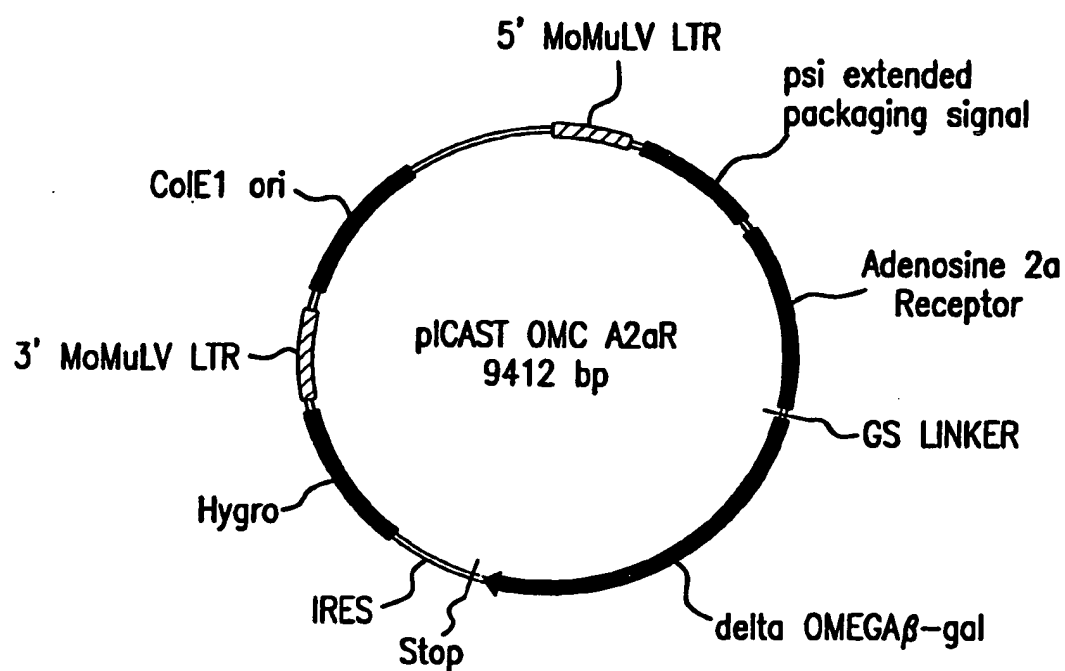 5' MoMuLV LTR
psi extended
packaging signal
ColE1 ori
Adenosine 2a
Receptor
pICAST OMC A2aR
9412 bp
3' MoMuLV LTR
GS LINKER
Hygro
IRES
Stop
delta OMEGAβ-gal